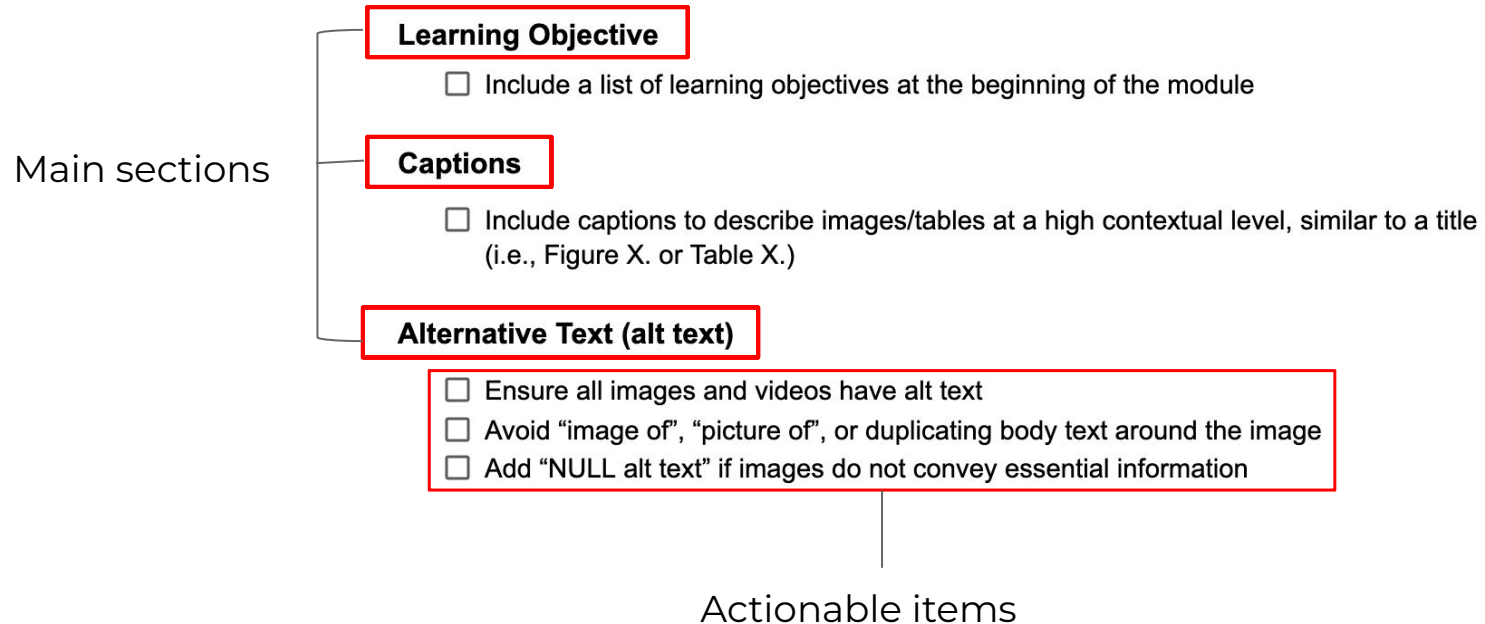 Learning Objective
Include a list of learning objectives at the beginning of the module
Main sections
Captions
Include captions to describe images/tables at a high contextual level, similar to a title
(i.e., Figure X. or Table X.)
Alternative Text (alt text)
Ensure all images and videos have alt text
Avoid “image of”, “picture of”, or duplicating body text around the image
Add “NULL alt text” if images do not convey essential information
Actionable items